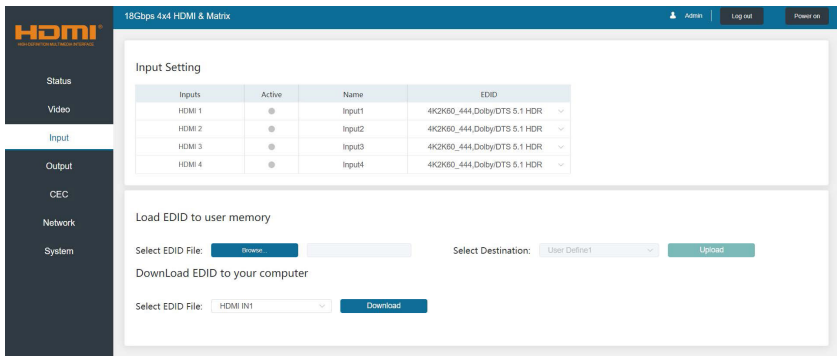 HDMI®
HIGH-DEFINITION MULTIMEDIA INTERFACE
18Gbps 4x4 HDMI & Matrix
Admin
Log out
Power on
Status
Video
Input
Output
CEC
Network
System
Input Setting
Inputs Active Name EDID
HDMI 1 Input1 4K2K60_444,Dolby/DTS 5.1 HDR
HDMI 2 Input2 4K2K60_444,Dolby/DTS 5.1 HDR
HDMI 3 Input3 4K2K60_444,Dolby/DTS 5.1 HDR
HDMI 4 Input4 4K2K60_444,Dolby/DTS 5.1 HDR
Load EDID to user memory
Select EDID File: Browse... Select Destination: User Define1 Upload
DownLoad EDID to your computer
Select EDID File: HDMI IN1 Download